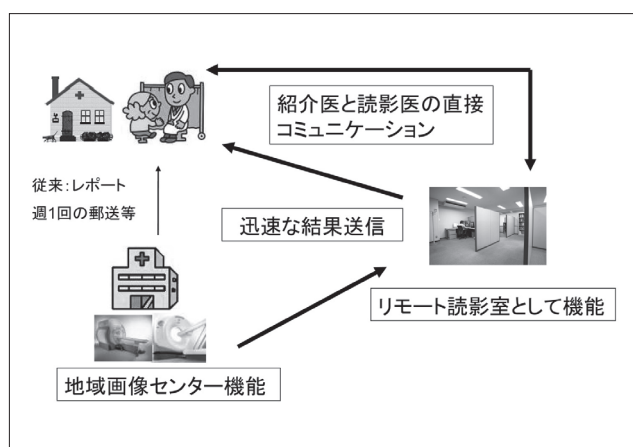 紹介医と読影医の直接
コミュニケーション
従来:レポート
週1回の郵送等
迅速な結果送信
リモート読影室として機能
地域画像センター機能